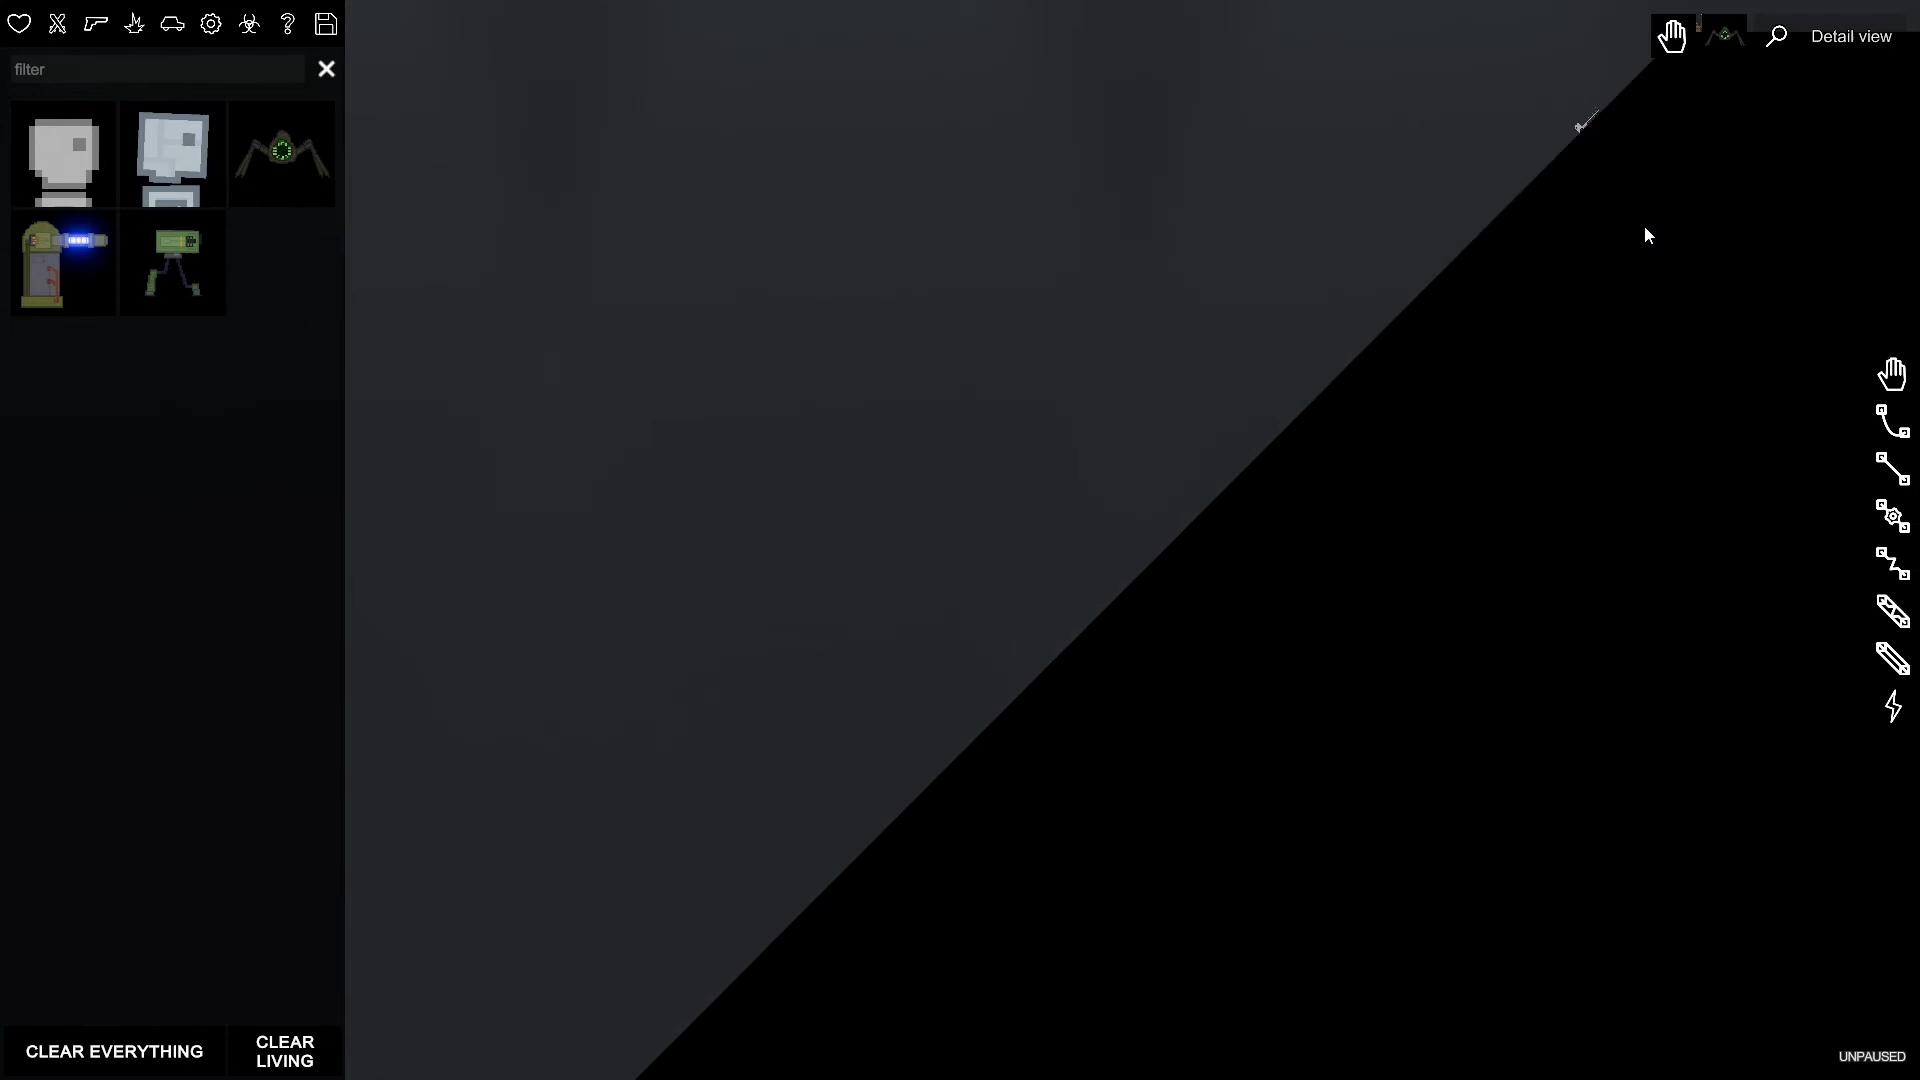 filter
Detail view
CLEAR EVERYTHING
CLEAR
LIVING
UNPAUSED